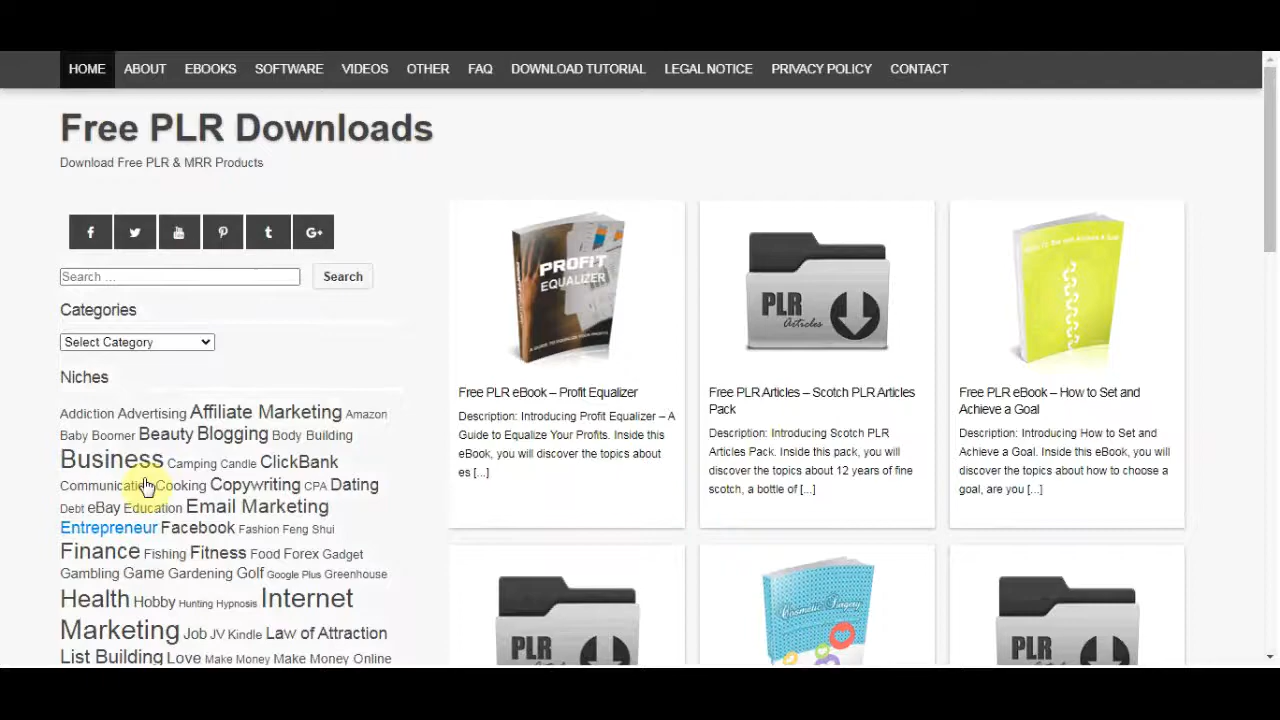 HOME ABOUT EBOOKS SOFTWARE VIDEOS OTHER FAQ DOWNLOAD TUTORIAL LEGAL NOTICE PRIVACY POLICY CONTACT
Free PLR Downloads
Download Free PLR & MRR Products
Search ...
Search
Categories
Select Category
Niches
Addiction Advertising Affiliate Marketing Amazon
Baby Boomer Beauty Blogging Body Building
Business Camping Candle ClickBank
Cooking Copywriting CPA Dating
Debt eBay Education Email Marketing
Entrepreneur Facebook Fashion Feng Shui
Finance Fishing Fitness Food Forex Gadget
Gambling Game Gardening Golf Google Plus Greenhouse
Health Hobby Hunting Hypnosis Internet
Marketing Job JV Kindle Law of Attraction
List Building Love Make Money Make Money Online
PROFIT
EQUALIZER
A GUIDE TO EQUALIZE YOUR PROFITS
Free PLR eBook – Profit Equalizer
Description: Introducing Profit Equalizer – A
Guide to Equalize Your Profits. Inside this
eBook, you will discover the topics about
es [...]
PLR
Articles
Free PLR Articles – Scotch PLR Articles
Pack
Description: Introducing Scotch PLR
Articles Pack. Inside this pack, you will
discover the topics about 12 years of fine
scotch, a bottle of [...]
Free PLR eBook – How to Set and
Achieve a Goal
Description: Introducing How to Set and
Achieve a Goal. Inside this eBook, you will
discover the topics about how to choose a
goal, are you [...]
PLR
Cosmetic Surgery
PLR